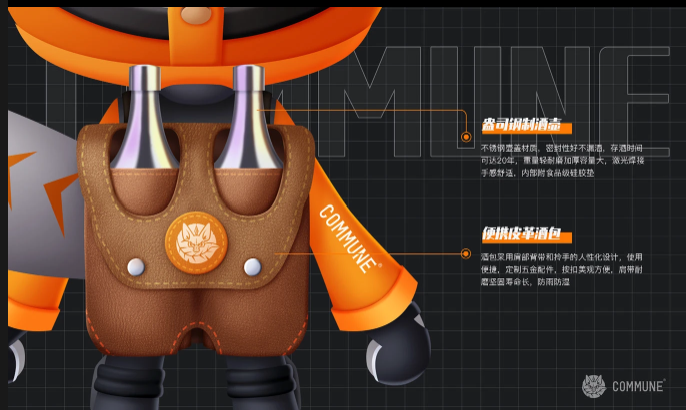 COMMUNE
盎司钢制酒壶
不锈钢壶盖材质，密封性好不漏酒，存酒时间
可达20年，重量轻耐磨加厚容量大，激光焊接
手感舒适，内部附食品级硅胶垫
COMMUNE
便携皮革酒包
酒包采用肩部背带和拎手的人性化设计，使用
便捷，定制五金配件，按扣美观方便，肩带耐
磨坚固寿命长，防雨防湿
COMMUNE